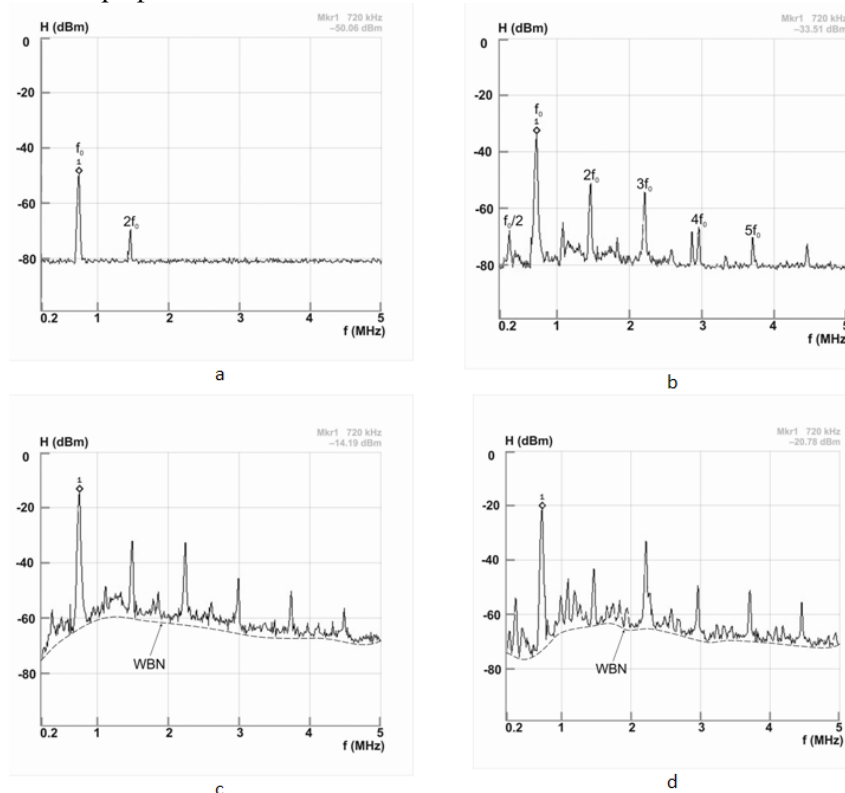 H (dBm)
Mkr1 720 kHz
−50.06 dBm
0
-20
-40
-60
-80
f₀
1
2f₀
0.2 1 2 3 4 5
f (MHz)
a
H (dBm)
Mkr1 720 kHz
−33.51 dBm
0
-20
-40
-60
-80
f₀
1
f₀/2
2f₀
3f₀
4f₀
5f₀
0.2 1 2 3 4 5
f (MHz)
b
H (dBm)
Mkr1 720 kHz
−14.19 dBm
0
-20
-40
-60
-80
1
WBN
0.2 1 2 3 4 5
f (MHz)
c
H (dBm)
Mkr1 720 kHz
−20.78 dBm
0
-20
-40
-60
-80
1
WBN
0.2 1 2 3 4 5
f (MHz)
d